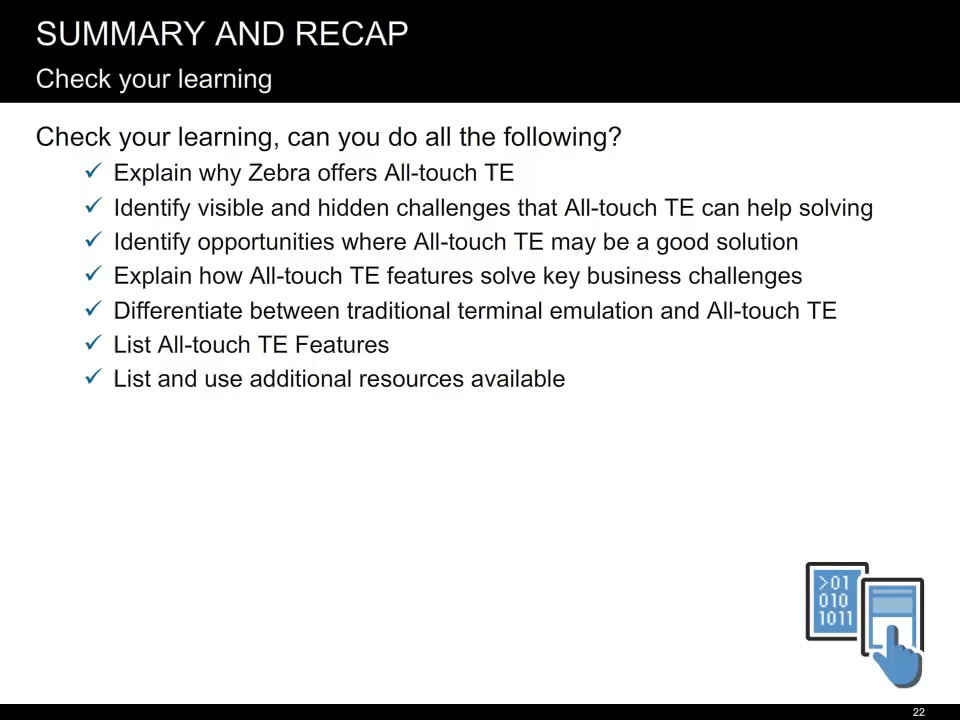 SUMMARY AND RECAP
Check your learning
Check your learning, can you do all the following?
✓ Explain why Zebra offers All-touch TE
✓ Identify visible and hidden challenges that All-touch TE can help solving
✓ Identify opportunities where All-touch TE may be a good solution
✓ Explain how All-touch TE features solve key business challenges
✓ Differentiate between traditional terminal emulation and All-touch TE
✓ List All-touch TE Features
✓ List and use additional resources available
>01
010
1011
22